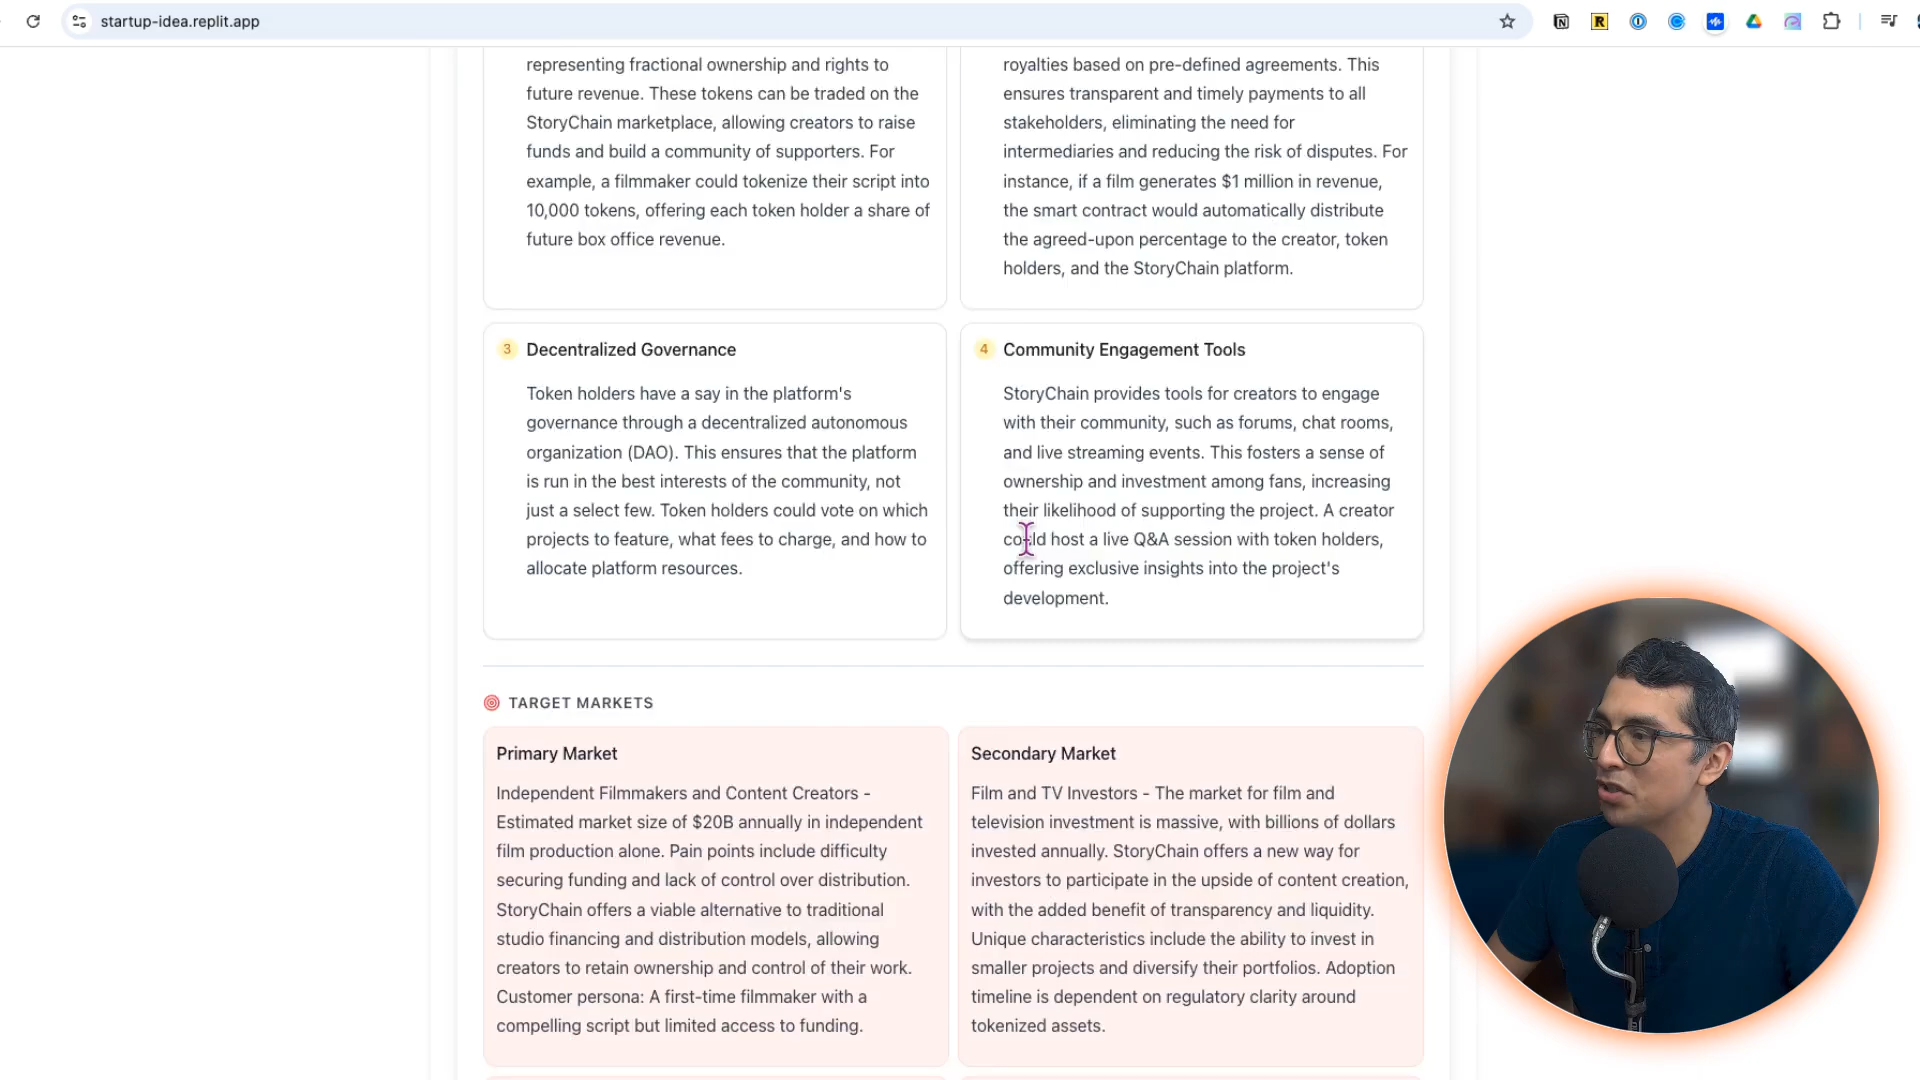 startup-idea.replit.app
representing fractional ownership and rights to
future revenue. These tokens can be traded on the
StoryChain marketplace, allowing creators to raise
funds and build a community of supporters. For
example, a filmmaker could tokenize their script into
10,000 tokens, offering each token holder a share of
future box office revenue.
royalties based on pre-defined agreements. This
ensures transparent and timely payments to all
stakeholders, eliminating the need for
intermediaries and reducing the risk of disputes. For
instance, if a film generates $1 million in revenue,
the smart contract would automatically distribute
the agreed-upon percentage to the creator, token
holders, and the StoryChain platform.
3 Decentralized Governance
Token holders have a say in the platform's
governance through a decentralized autonomous
organization (DAO). This ensures that the platform
is run in the best interests of the community, not
just a select few. Token holders could vote on which
projects to feature, what fees to charge, and how to
allocate platform resources.
4 Community Engagement Tools
StoryChain provides tools for creators to engage
with their community, such as forums, chat rooms,
and live streaming events. This fosters a sense of
ownership and investment among fans, increasing
their likelihood of supporting the project. A creator
could host a live Q&A session with token holders,
offering exclusive insights into the project's
development.
TARGET MARKETS
Primary Market
Independent Filmmakers and Content Creators -
Estimated market size of $20B annually in independent
film production alone. Pain points include difficulty
securing funding and lack of control over distribution.
StoryChain offers a viable alternative to traditional
studio financing and distribution models, allowing
creators to retain ownership and control of their work.
Customer persona: A first-time filmmaker with a
compelling script but limited access to funding.
Secondary Market
Film and TV Investors - The market for film and
television investment is massive, with billions of dollars
invested annually. StoryChain offers a new way for
investors to participate in the upside of content creation,
with the added benefit of transparency and liquidity.
Unique characteristics include the ability to invest in
smaller projects and diversify their portfolios. Adoption
timeline is dependent on regulatory clarity around
tokenized assets.